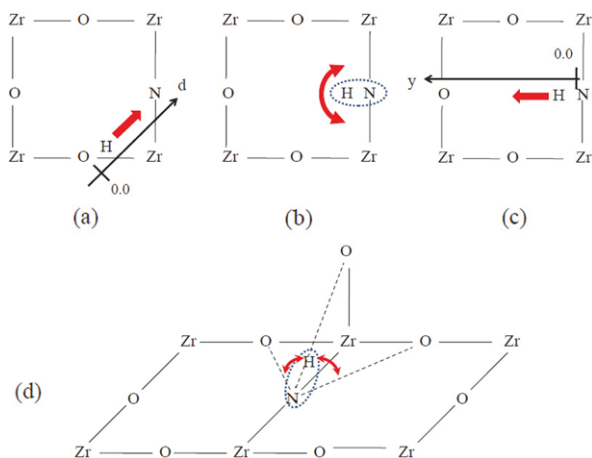 Zr O Zr Zr O Zr Zr O Zr
0.0
d y
O N O H N O H N
H
Zr O Zr Zr O Zr Zr O Zr
0.0
(a) (b) (c)
O
Zr O Zr O Zr
H
(d) O N O
Zr O Zr O Zr